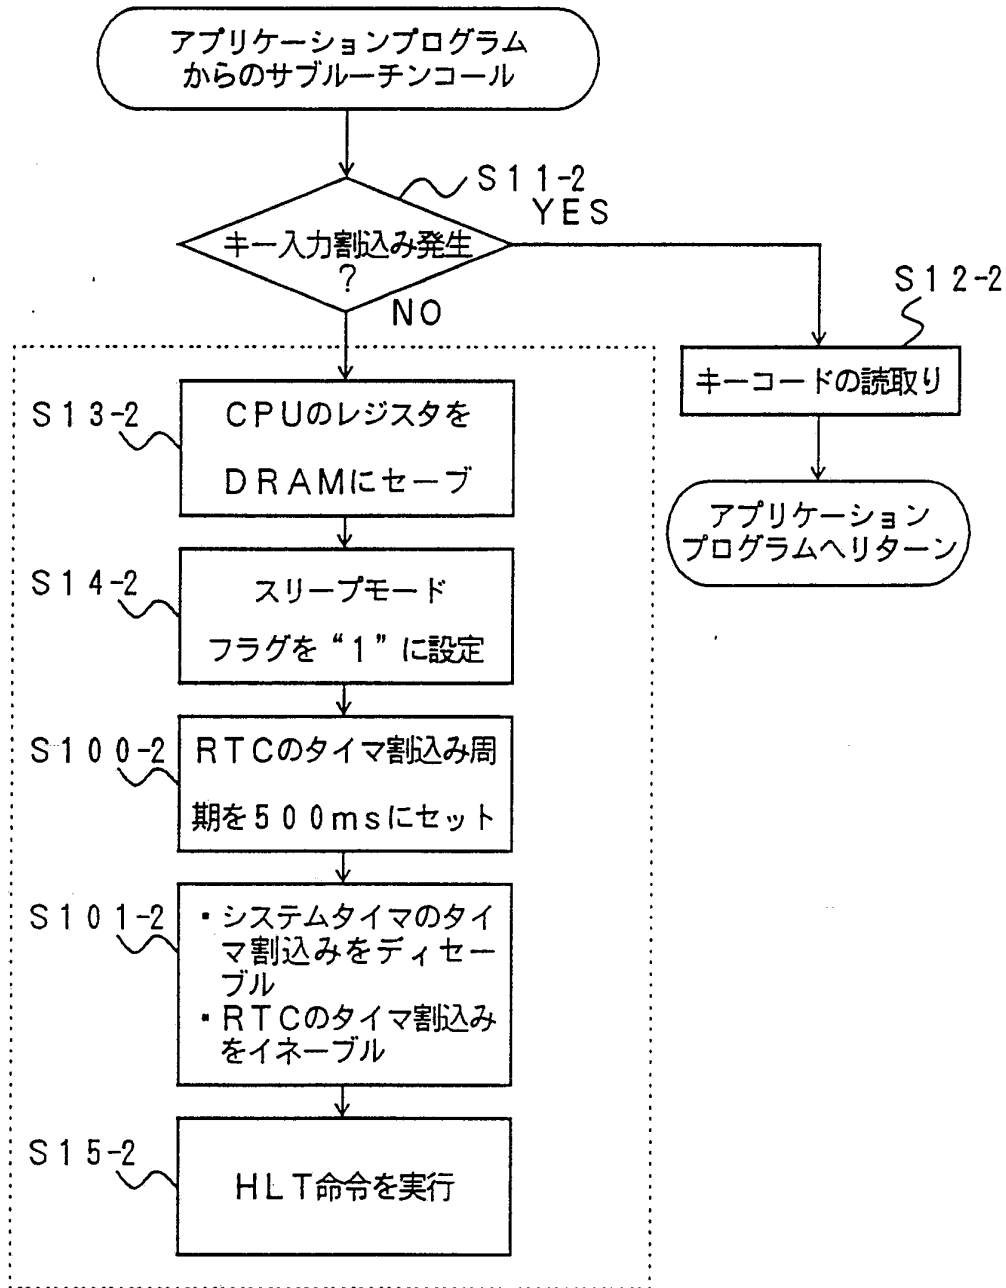 アプリケーションプログラム
からのサブルーチンコール
S11-2
YES
キー入力割込み発生
?
NO
S12-2
キーコードの読取り
アプリケーション
プログラムへリターン
S13-2
CPUのレジスタを
DRAMにセーブ
S14-2
スリープモード
フラグを“1”に設定
S100-2
RTCのタイマ割込み周
期を500msにセット
S101-2
・システムタイマのタイ
マ割込みをディセー
ブル
・RTCのタイマ割込み
をイネーブル
S15-2
HLT命令を実行